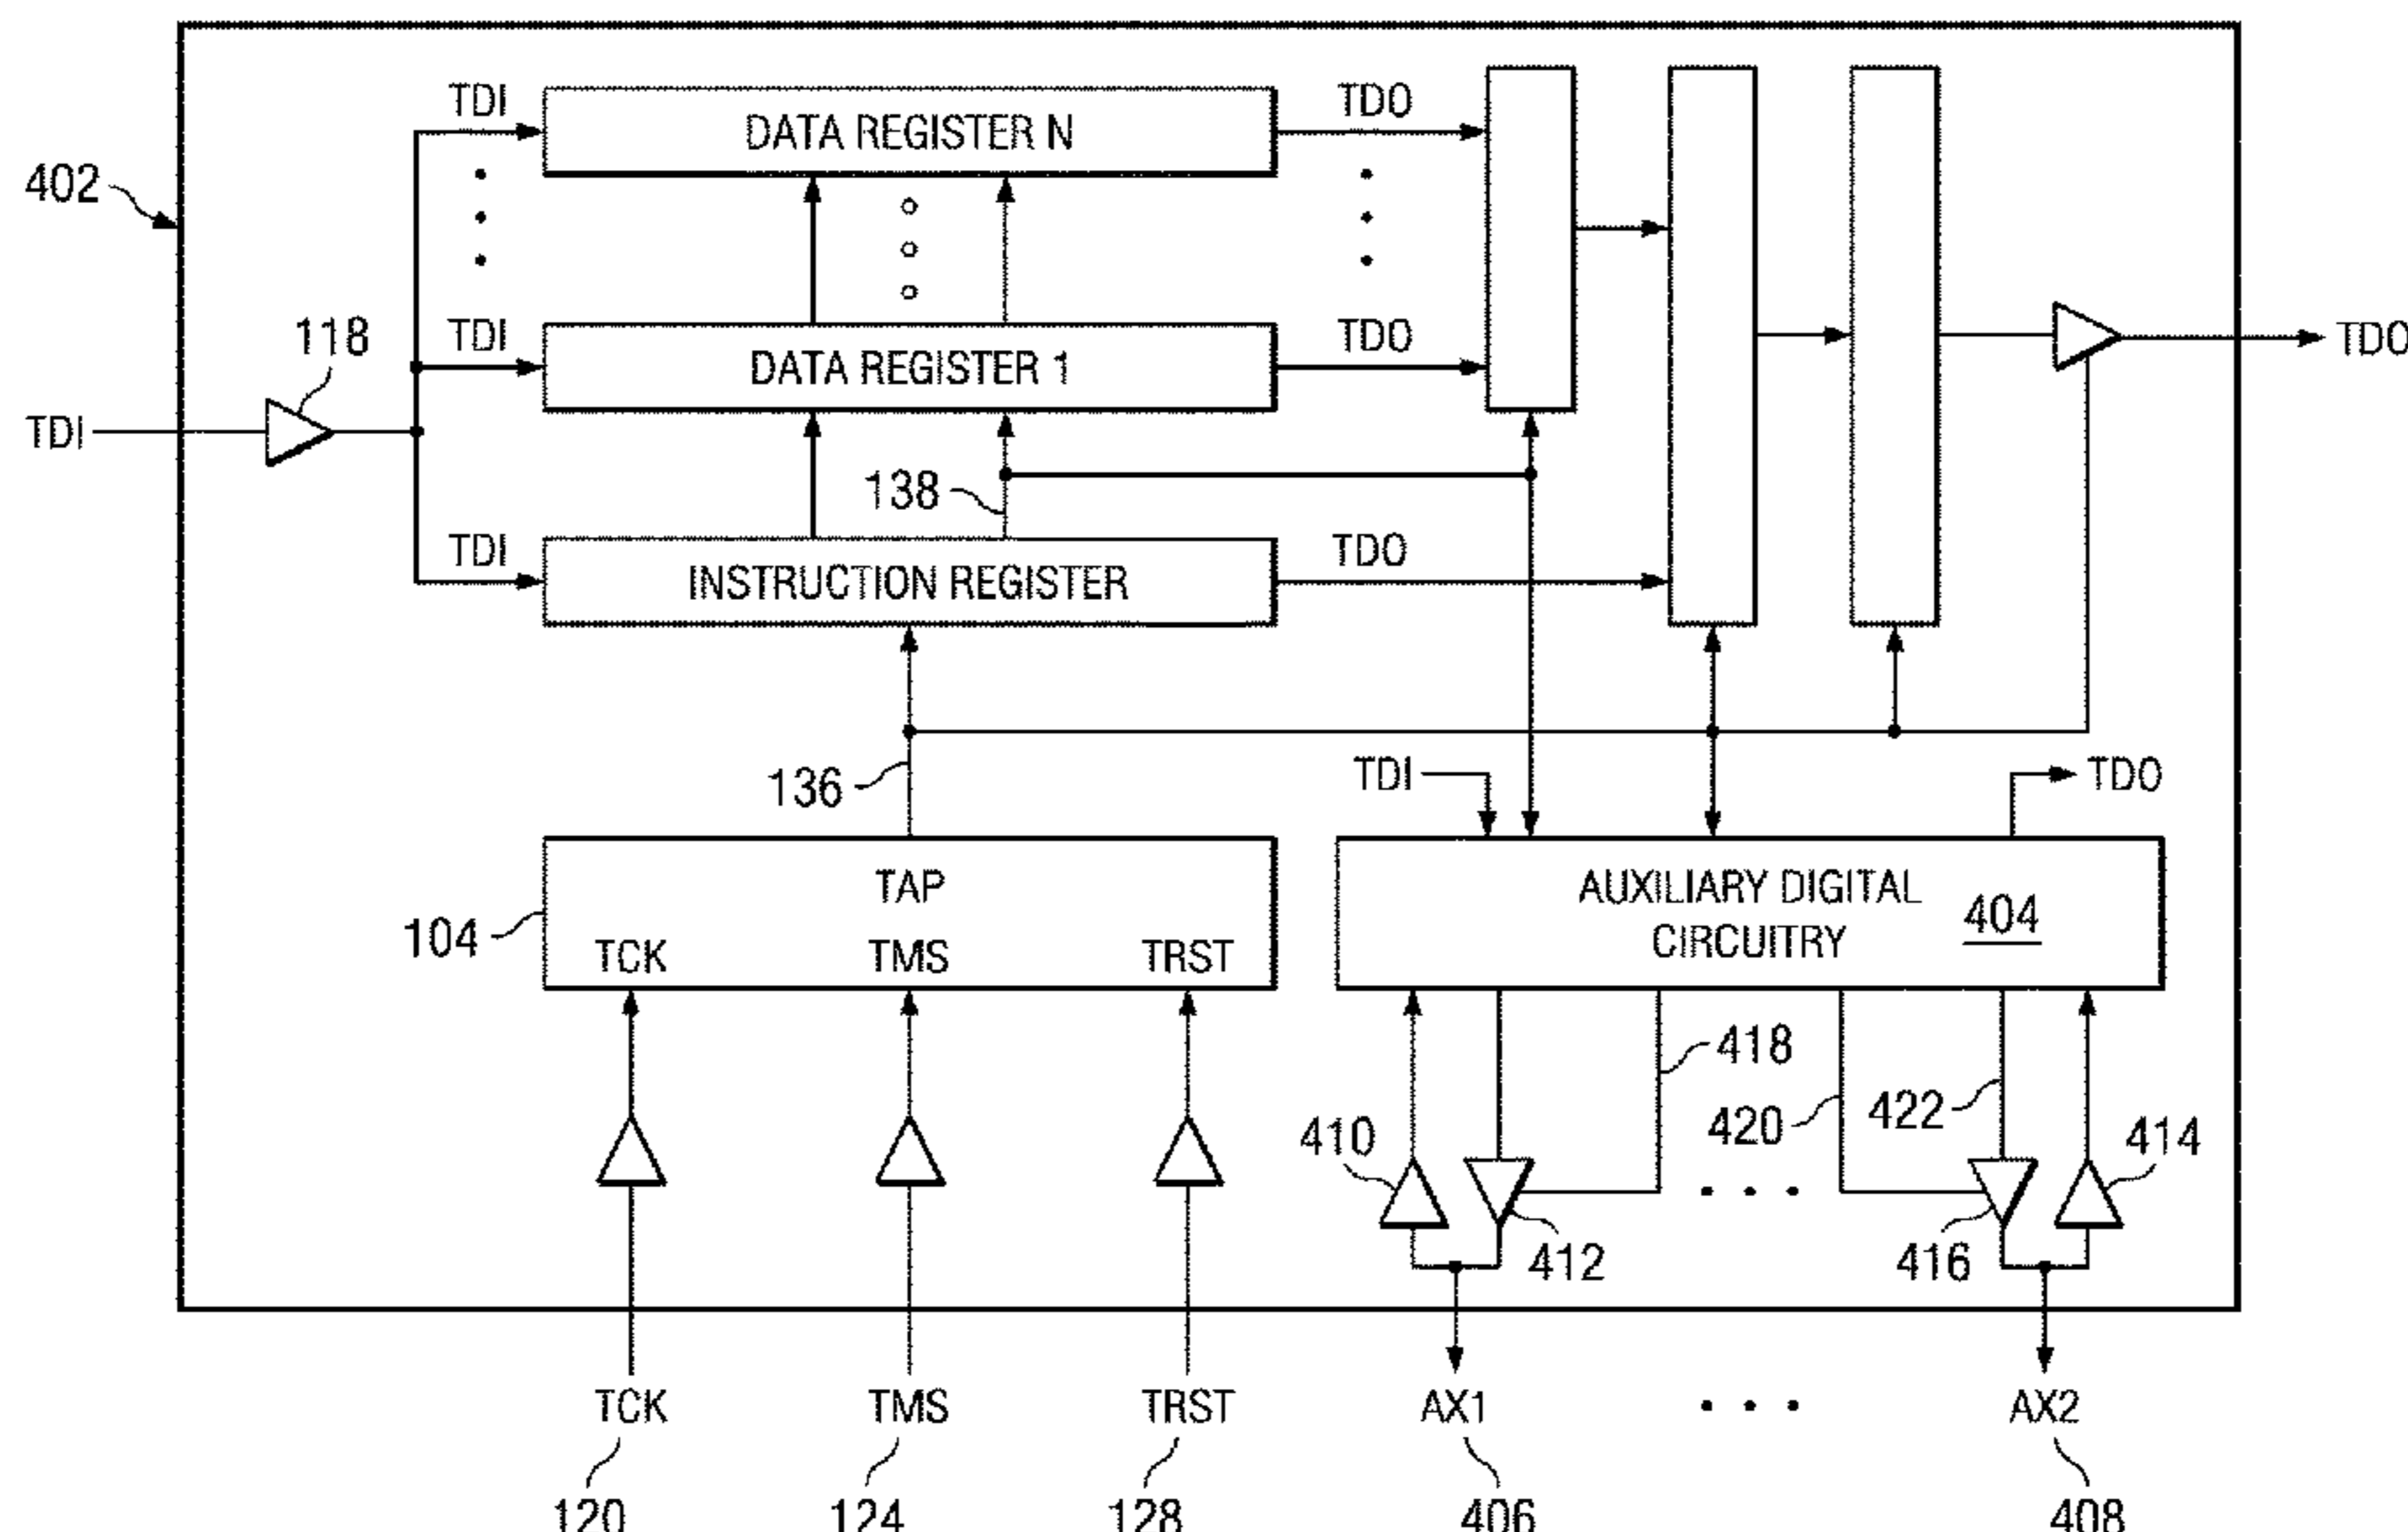 TDI DATA REGISTER N TDO
402
118 TDI DATA REGISTER 1 TDO TDO
TDI
138
TDI INSTRUCTION REGISTER TDO
136 TDI TDO
104 TAP
TCK TMS TRST
AUXILIARY DIGITAL
CIRCUITRY 404
418
410 420 422 414
412 416
TCK TMS TRST AX1 AX2
120 124 128 406 408